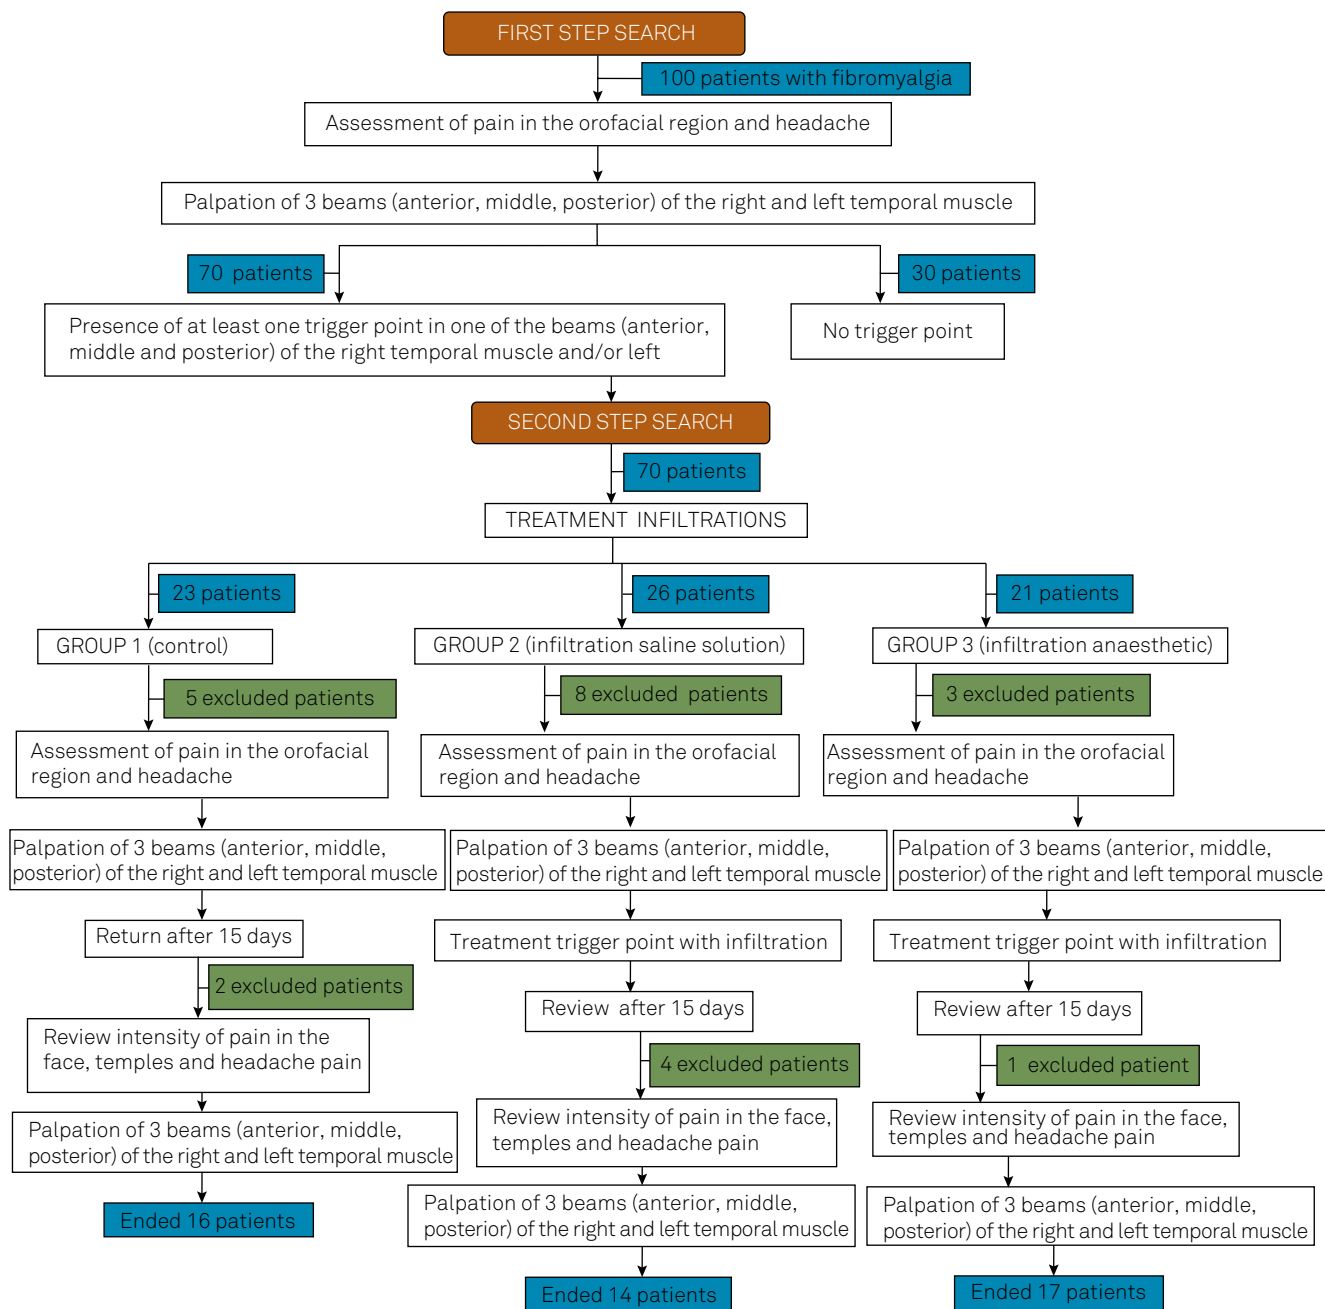 FIRST STEP SEARCH
100 patients with fibromyalgia
Assessment of pain in the orofacial region and headache
Palpation of 3 beams (anterior, middle, posterior) of the right and left temporal muscle
70 patients
30 patients
Presence of at least one trigger point in one of the beams (anterior,
middle and posterior) of the right temporal muscle and/or left
No trigger point
SECOND STEP SEARCH
70 patients
TREATMENT INFILTRATIONS
23 patients
26 patients
21 patients
GROUP 1 (control)
GROUP 2 (infiltration saline solution)
GROUP 3 (infiltration anaesthetic)
5 excluded patients
8 excluded patients
3 excluded patients
Assessment of pain in the orofacial
region and headache
Assessment of pain in the orofacial
region and headache
Assessment of pain in the orofacial
region and headache
Palpation of 3 beams (anterior, middle,
posterior) of the right and left temporal muscle
Palpation of 3 beams (anterior, middle,
posterior) of the right and left temporal muscle
Palpation of 3 beams (anterior, middle,
posterior) of the right and left temporal muscle
Return after 15 days
Treatment trigger point with infiltration
Treatment trigger point with infiltration
2 excluded patients
Review after 15 days
Review after 15 days
Review intensity of pain in the
face, temples and headache pain
4 excluded patients
1 excluded patient
Review intensity of pain in the face,
temples and headache pain
Review intensity of pain in the face,
temples and headache pain
Palpation of 3 beams (anterior, middle,
posterior) of the right and left temporal muscle
Palpation of 3 beams (anterior, middle,
posterior) of the right and left temporal muscle
Palpation of 3 beams (anterior, middle,
posterior) of the right and left temporal muscle
Ended 16 patients
Ended 14 patients
Ended 17 patients